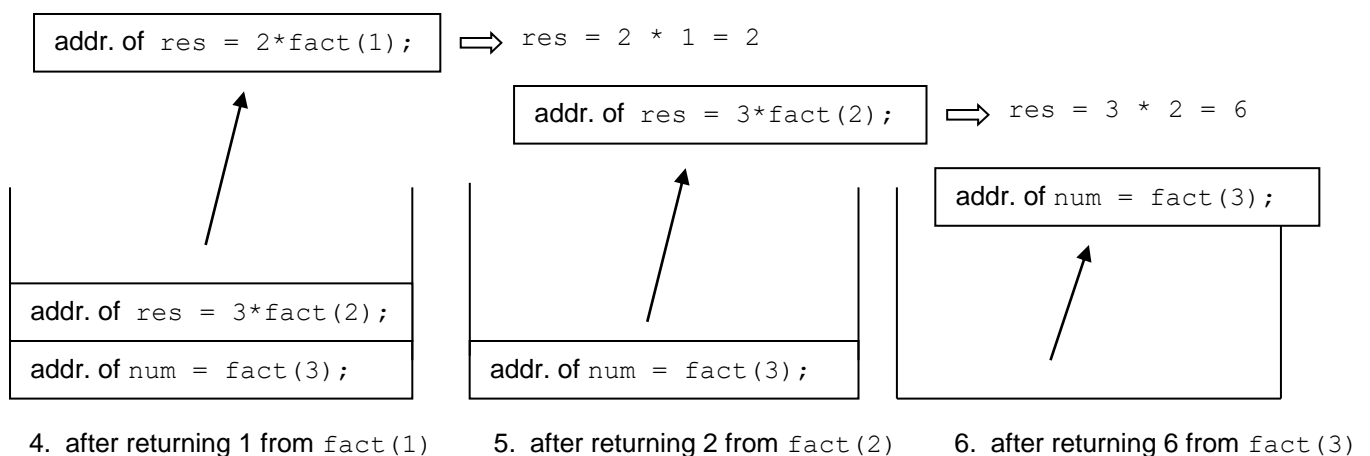 addr. of res = 2*fact(1);
res = 2 * 1 = 2
addr. of res = 3*fact(2);
res = 3 * 2 = 6
addr. of num = fact(3);
addr. of res = 3*fact(2);
addr. of num = fact(3);
addr. of num = fact(3);
4. after returning 1 from fact(1)
5. after returning 2 from fact(2)
6. after returning 6 from fact(3)